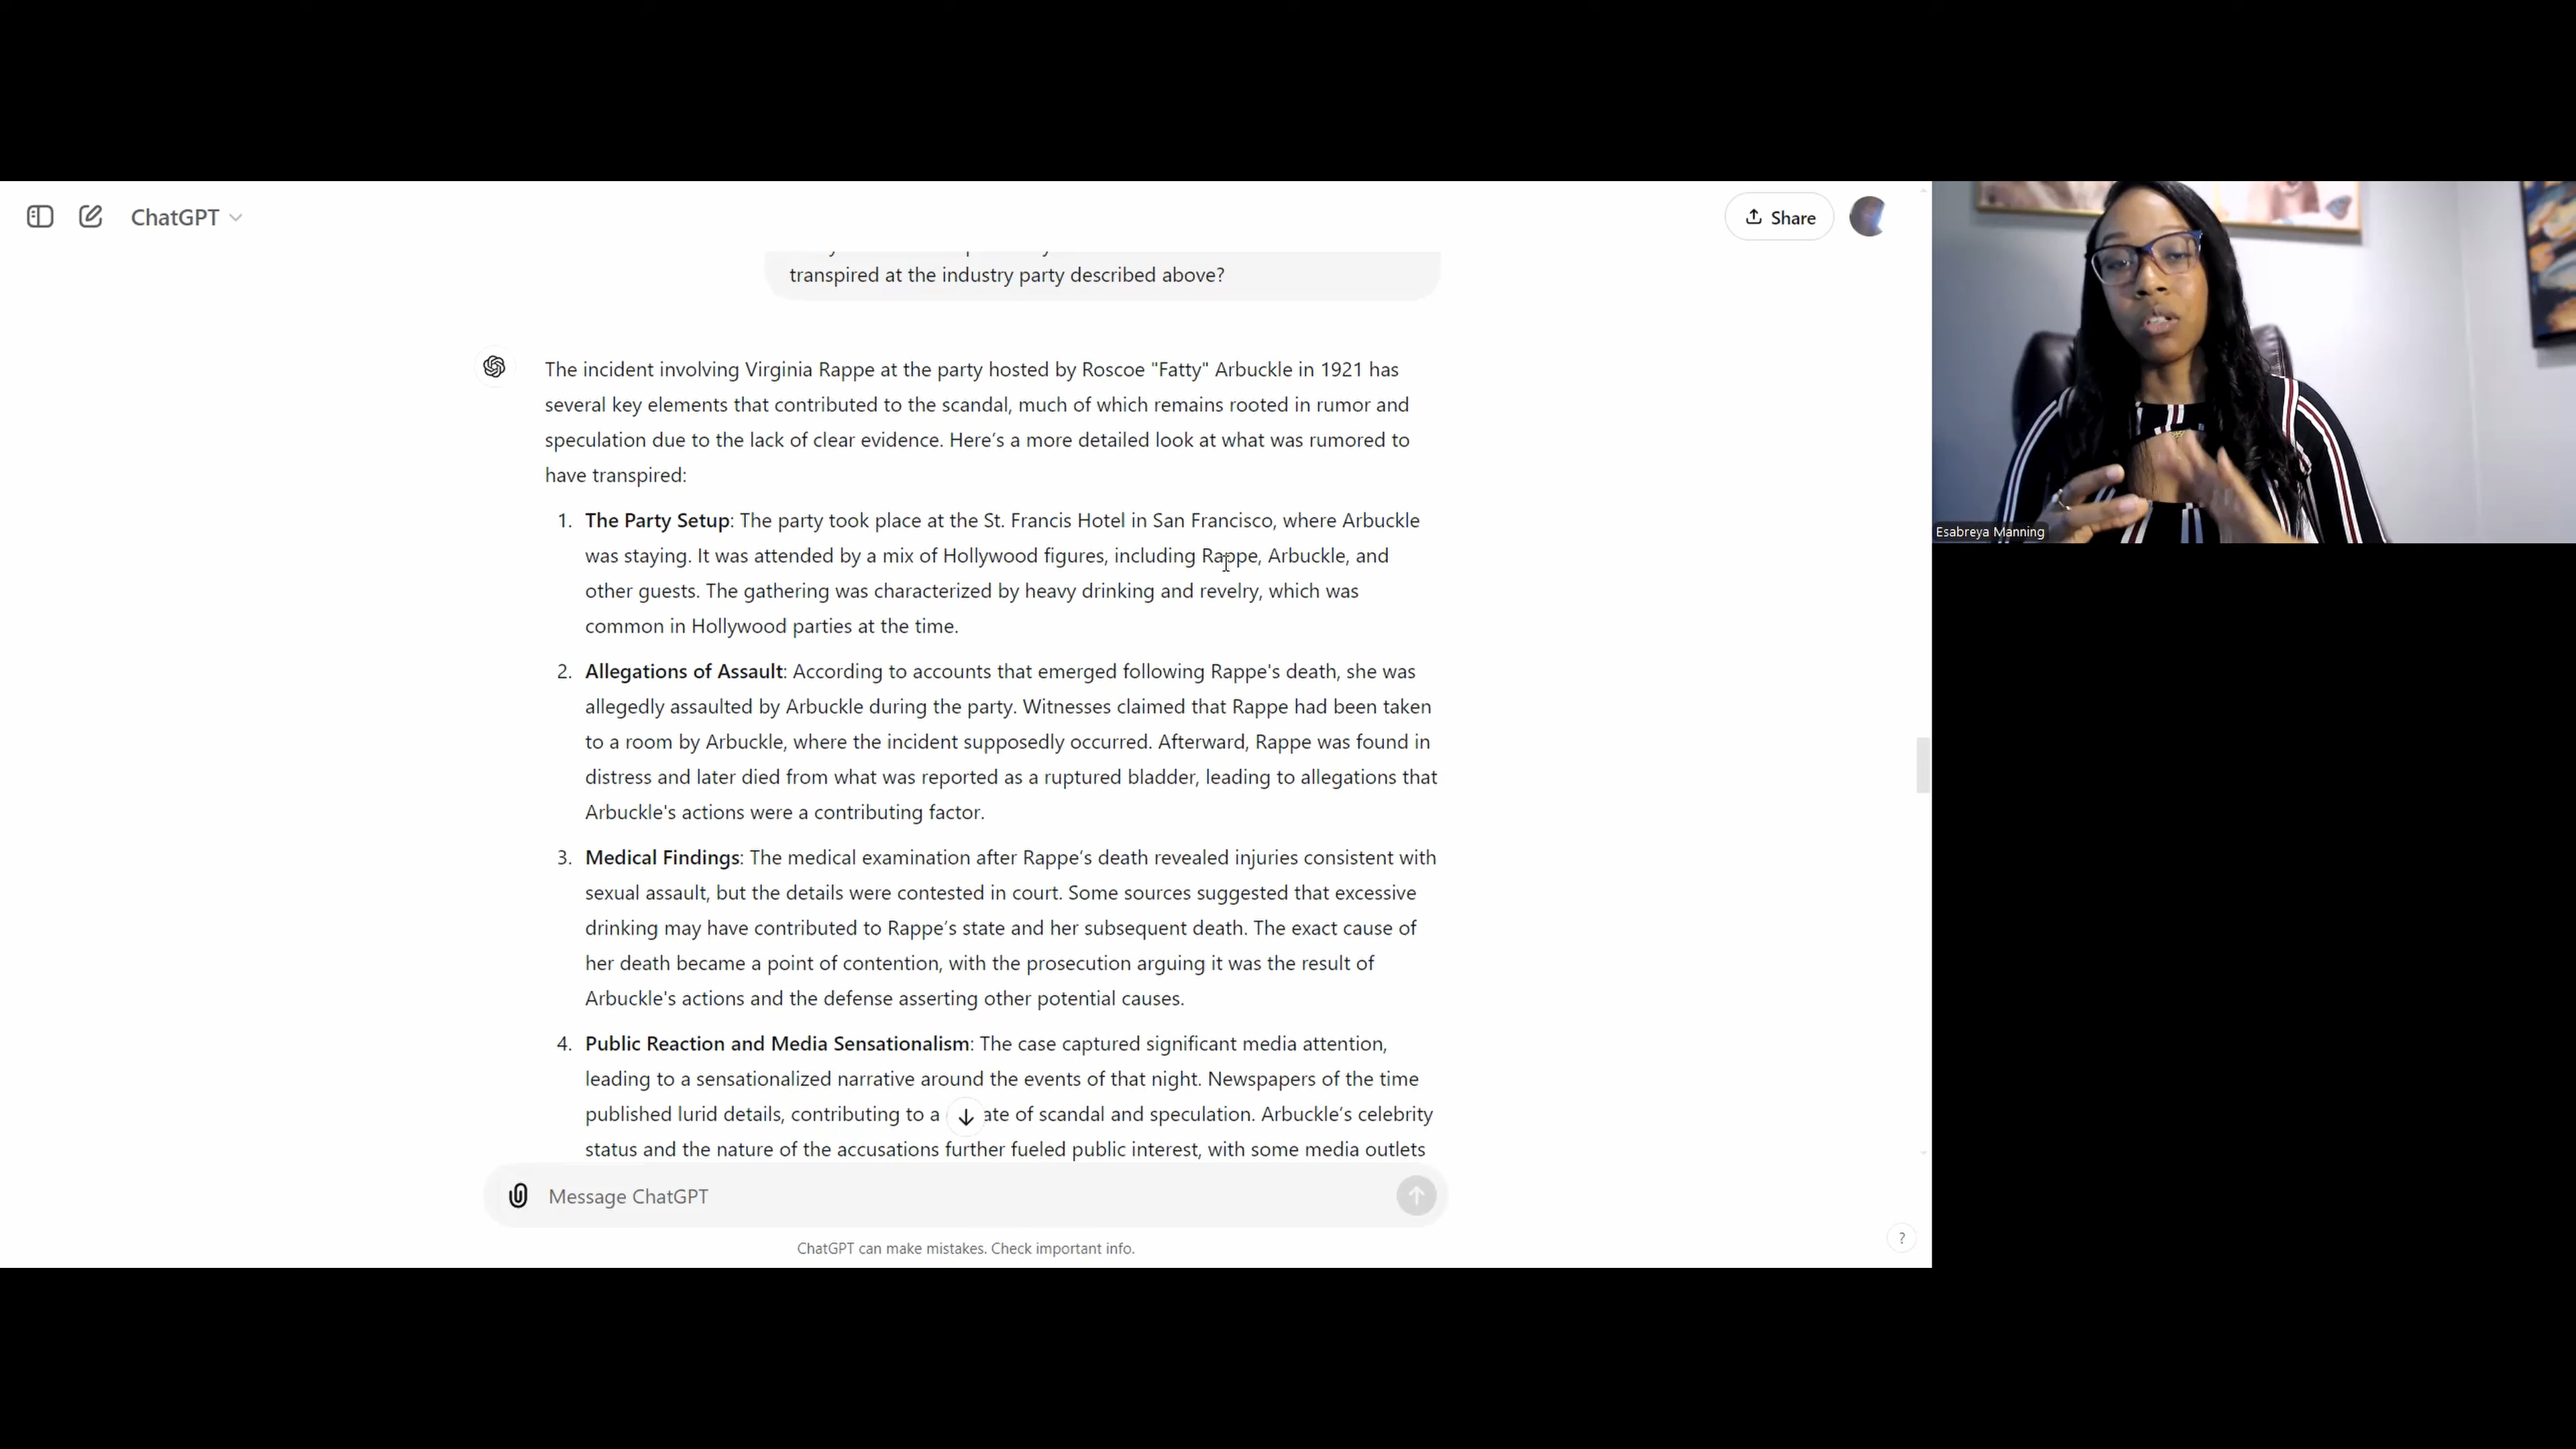 ChatGPT
Share
transpired at the industry party described above?
The incident involving Virginia Rappe at the party hosted by Roscoe "Fatty" Arbuckle in 1921 has
several key elements that contributed to the scandal, much of which remains rooted in rumor and
speculation due to the lack of clear evidence. Here's a more detailed look at what was rumored to
have transpired:
1. The Party Setup: The party took place at the St. Francis Hotel in San Francisco, where Arbuckle
was staying. It was attended by a mix of Hollywood figures, including Rappe, Arbuckle, and
other guests. The gathering was characterized by heavy drinking and revelry, which was
common in Hollywood parties at the time.
2. Allegations of Assault: According to accounts that emerged following Rappe's death, she was
allegedly assaulted by Arbuckle during the party. Witnesses claimed that Rappe had been taken
to a room by Arbuckle, where the incident supposedly occurred. Afterward, Rappe was found in
distress and later died from what was reported as a ruptured bladder, leading to allegations that
Arbuckle's actions were a contributing factor.
3. Medical Findings: The medical examination after Rappe's death revealed injuries consistent with
sexual assault, but the details were contested in court. Some sources suggested that excessive
drinking may have contributed to Rappe's state and her subsequent death. The exact cause of
her death became a point of contention, with the prosecution arguing it was the result of
Arbuckle's actions and the defense asserting other potential causes.
4. Public Reaction and Media Sensationalism: The case captured significant media attention,
leading to a sensationalized narrative around the events of that night. Newspapers of the time
published lurid details, contributing to a ate of scandal and speculation. Arbuckle's celebrity
status and the nature of the accusations further fueled public interest, with some media outlets
Message ChatGPT
ChatGPT can make mistakes. Check important info.
?
Esabreya Manning